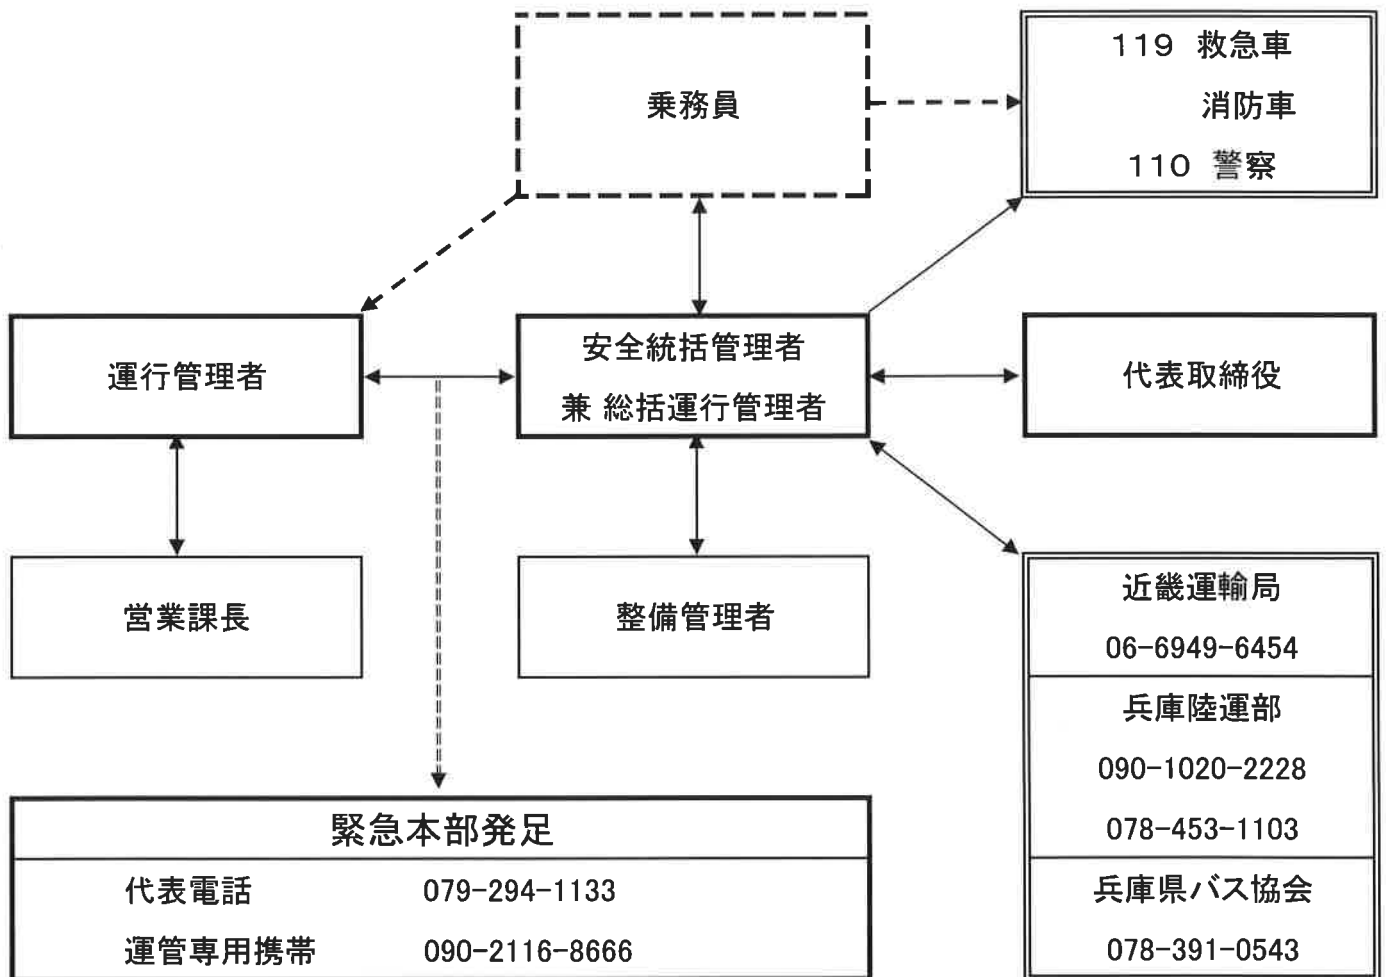 乗務員
119 救急車
消防車
110 警察
運行管理者
安全統括管理者
兼 総括運行管理者
代表取締役
営業課長
整備管理者
近畿運輸局
06-6949-6454
兵庫陸運部
090-1020-2228
078-453-1103
兵庫県バス協会
078-391-0543
緊急本部発足
代表電話 079-294-1133
運管専用携帯 090-2116-8666